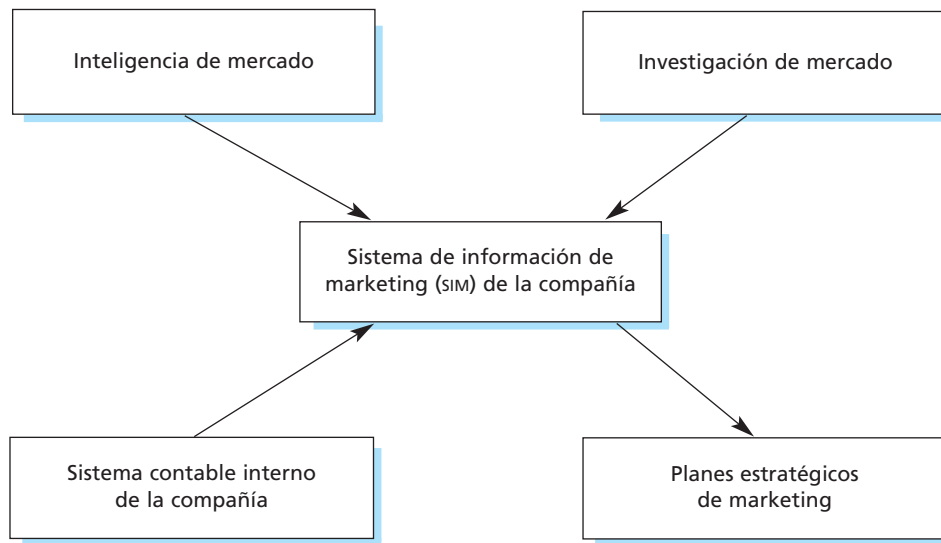 Inteligencia de mercado
Investigación de mercado
Sistema de información de
marketing (SIM) de la compañía
Sistema contable interno
de la compañía
Planes estratégicos
de marketing